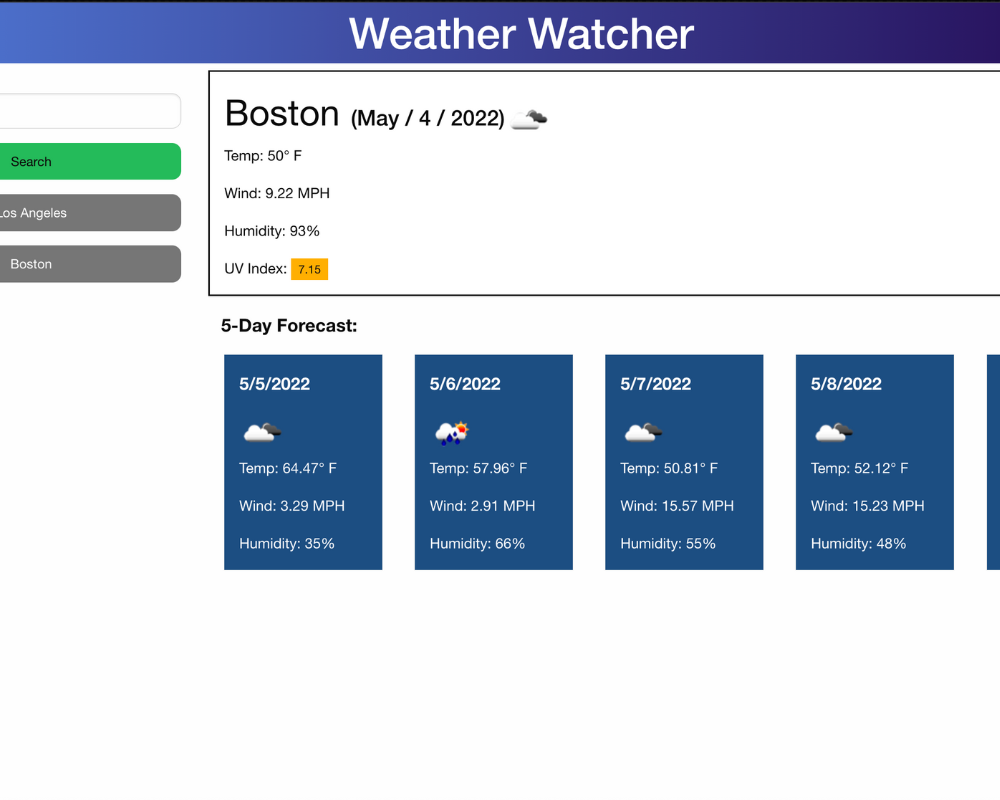 Weather Watcher
Search
Los Angeles
Boston
Boston (May / 4 / 2022)
Temp: 50° F
Wind: 9.22 MPH
Humidity: 93%
UV Index: 7.15
5-Day Forecast:
5/5/2022
Temp: 64.47° F
Wind: 3.29 MPH
Humidity: 35%
5/6/2022
Temp: 57.96° F
Wind: 2.91 MPH
Humidity: 66%
5/7/2022
Temp: 50.81° F
Wind: 15.57 MPH
Humidity: 55%
5/8/2022
Temp: 52.12° F
Wind: 15.23 MPH
Humidity: 48%